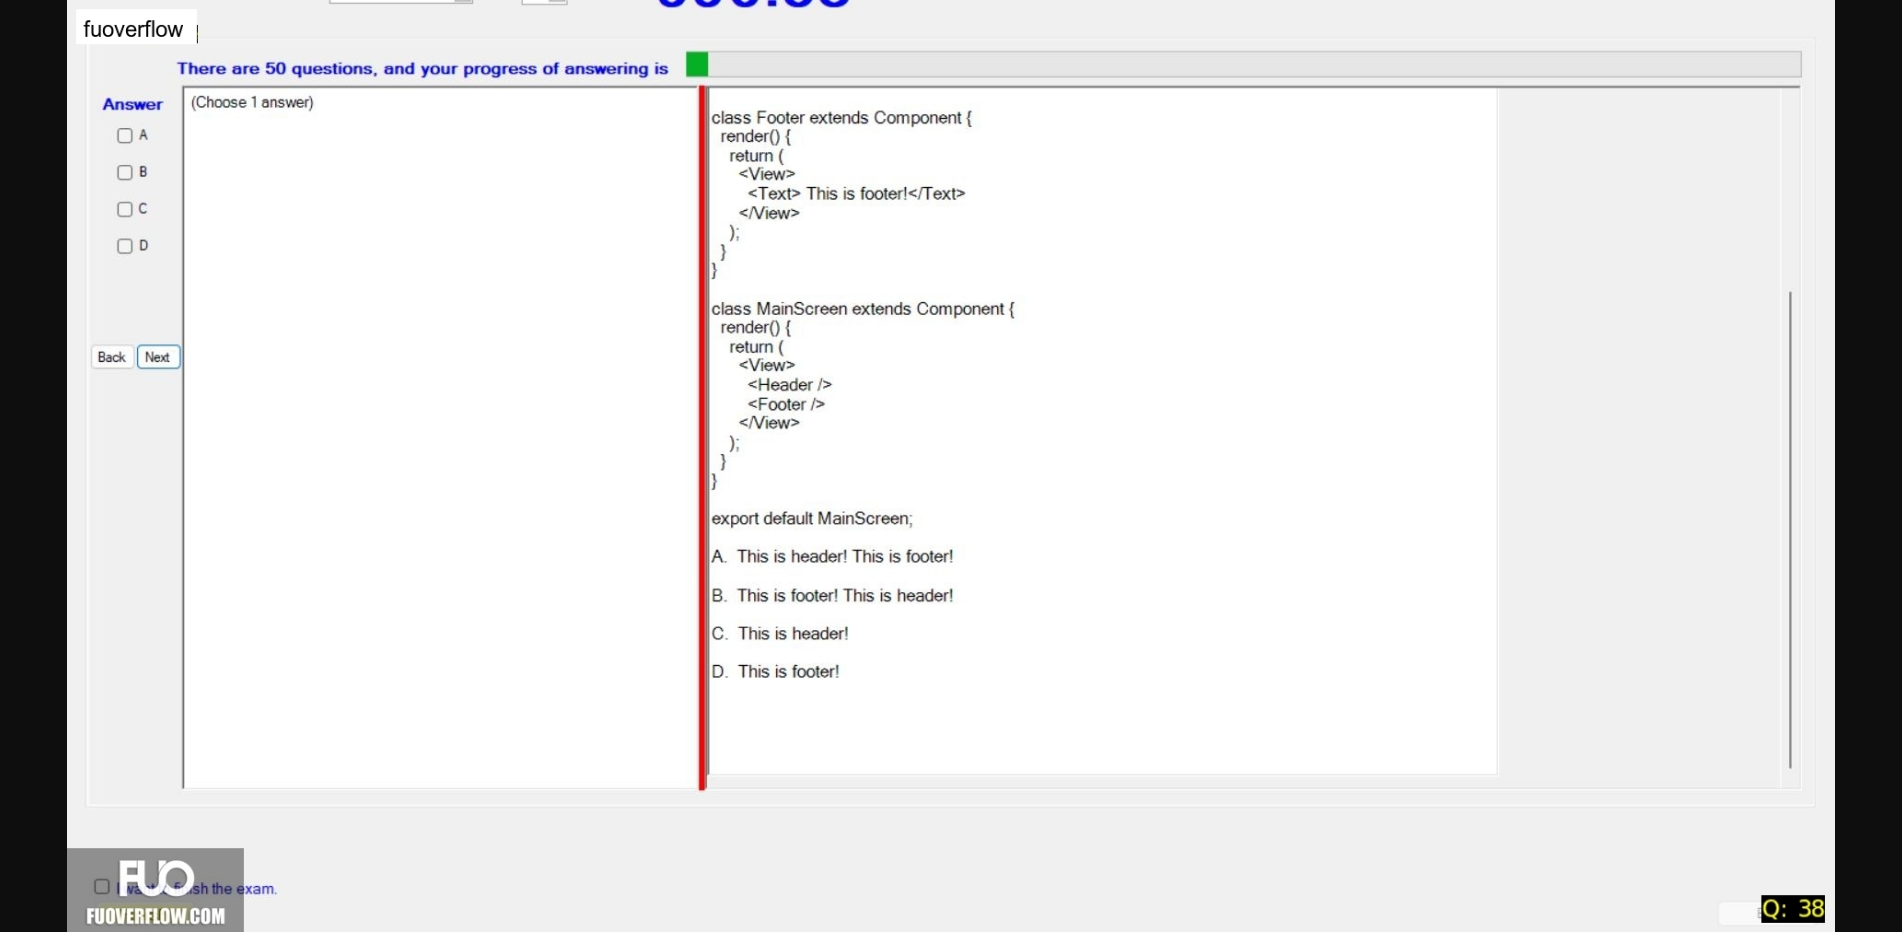 fuoverflow
There are 50 questions, and your progress of answering is
Answer
A
B
C
D
Back Next
(Choose 1 answer)
class Footer extends Component {
render() {
return (
<View>
<Text> This is footer!</Text>
</View>
);
}
}
class MainScreen extends Component {
render() {
return (
<View>
<Header />
<Footer />
</View>
);
}
}
export default MainScreen;
A. This is header! This is footer!
B. This is footer! This is header!
C. This is header!
D. This is footer!
FUO
the exam.
FUOVERFLOW.COM
Q: 38